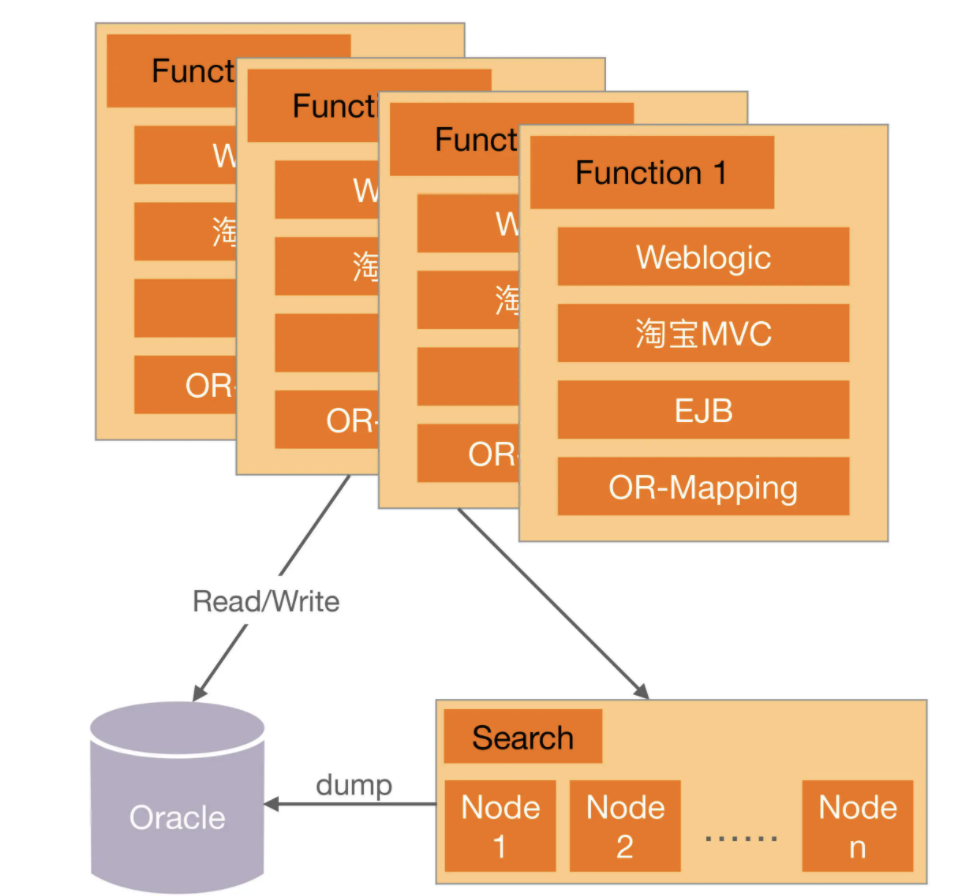 Funct
W
淘
OR-
Functi
W
淘
OR-
Funct
W
淘
OR-
Function 1
Weblogic
淘宝MVC
EJB
OR-Mapping
Read/Write
Oracle
dump
Search
Node
1
Node
2
......
Node
n